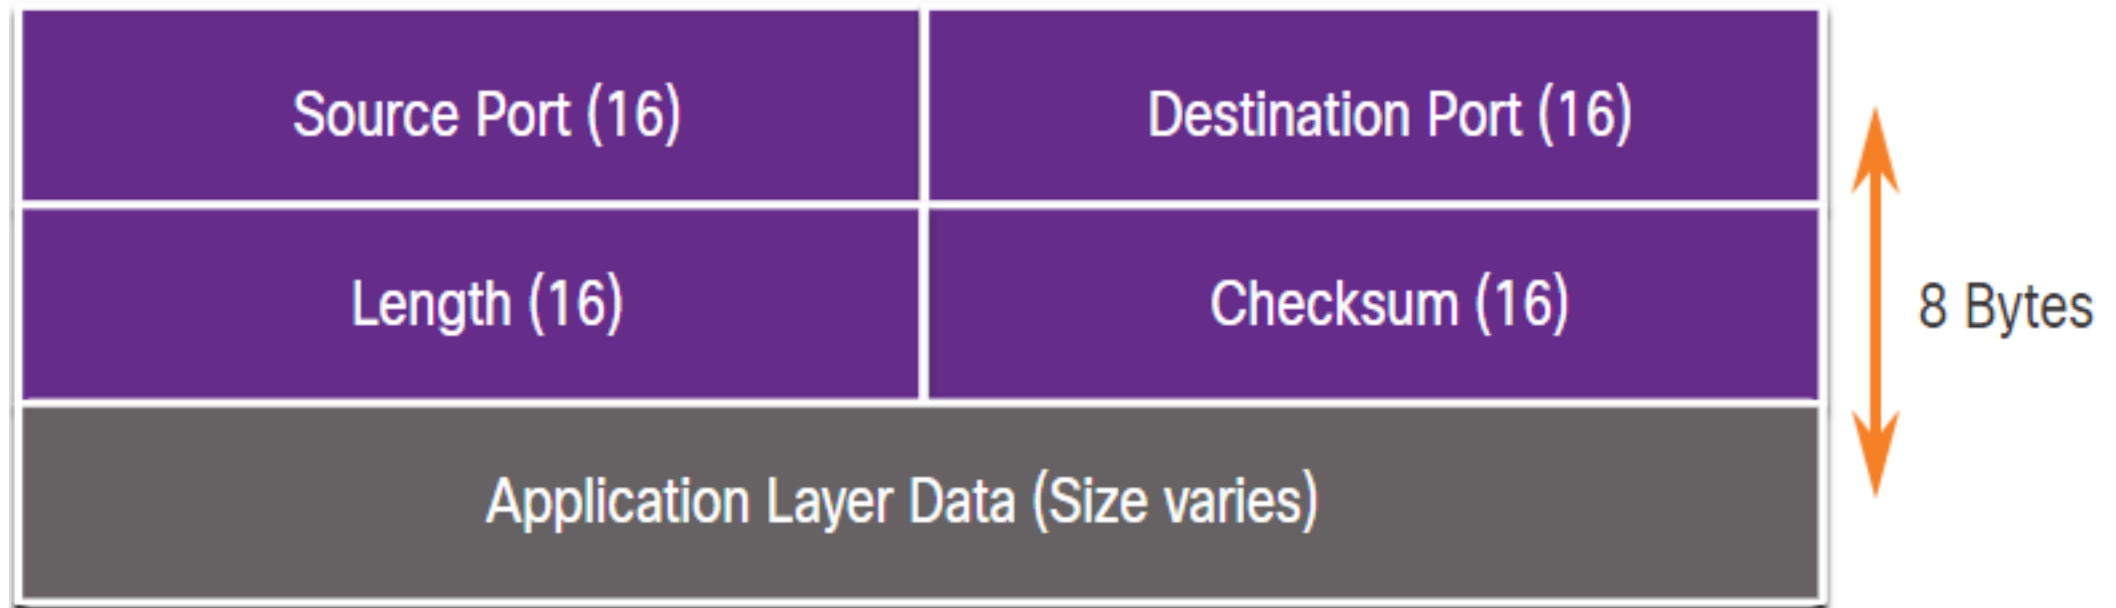 Source Port (16)
Destination Port (16)
Length (16)
Checksum (16)
8 Bytes
Application Layer Data (Size varies)